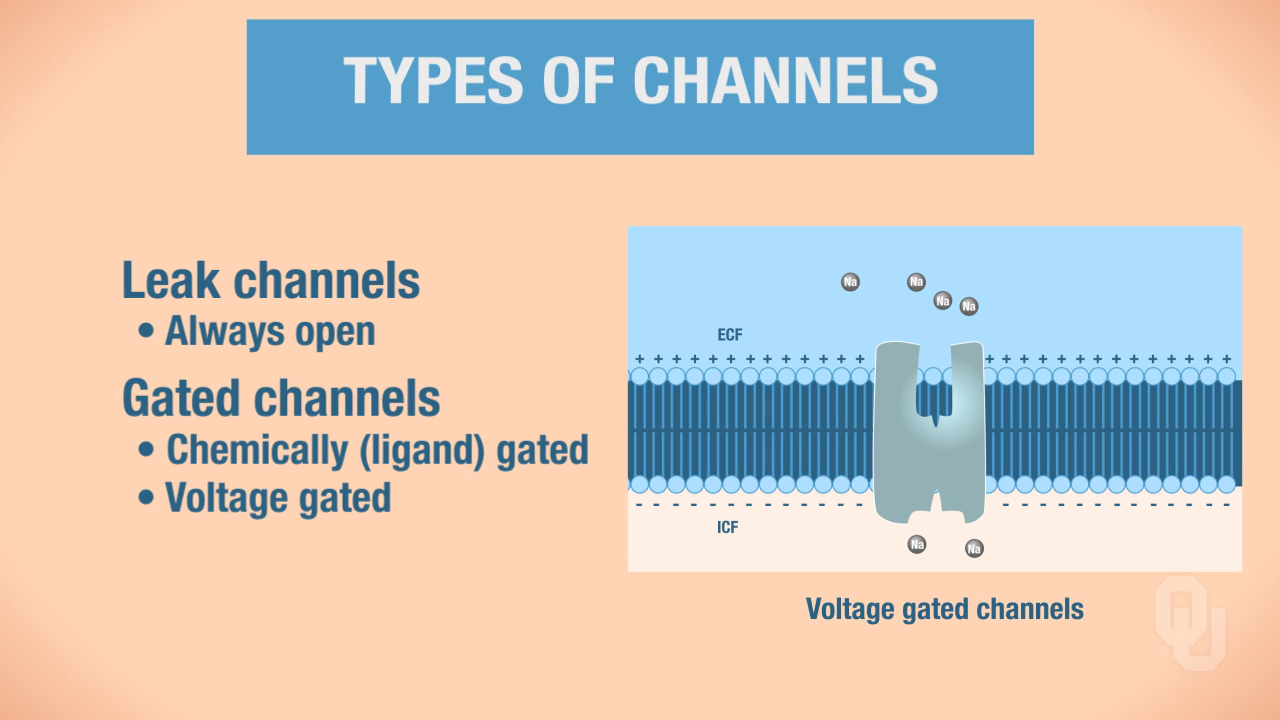 TYPES OF CHANNELS
Leak channels
• Always open
Gated channels
• Chemically (ligand) gated
• Voltage gated
Na Na Na Na
ECF
+ + + + + + + + + + + + + + + + + + + + + + + + + + +
- - - - - - - - - - - - - - - - - - - - - - - - - -
ICF
Na Na
Voltage gated channels
OU